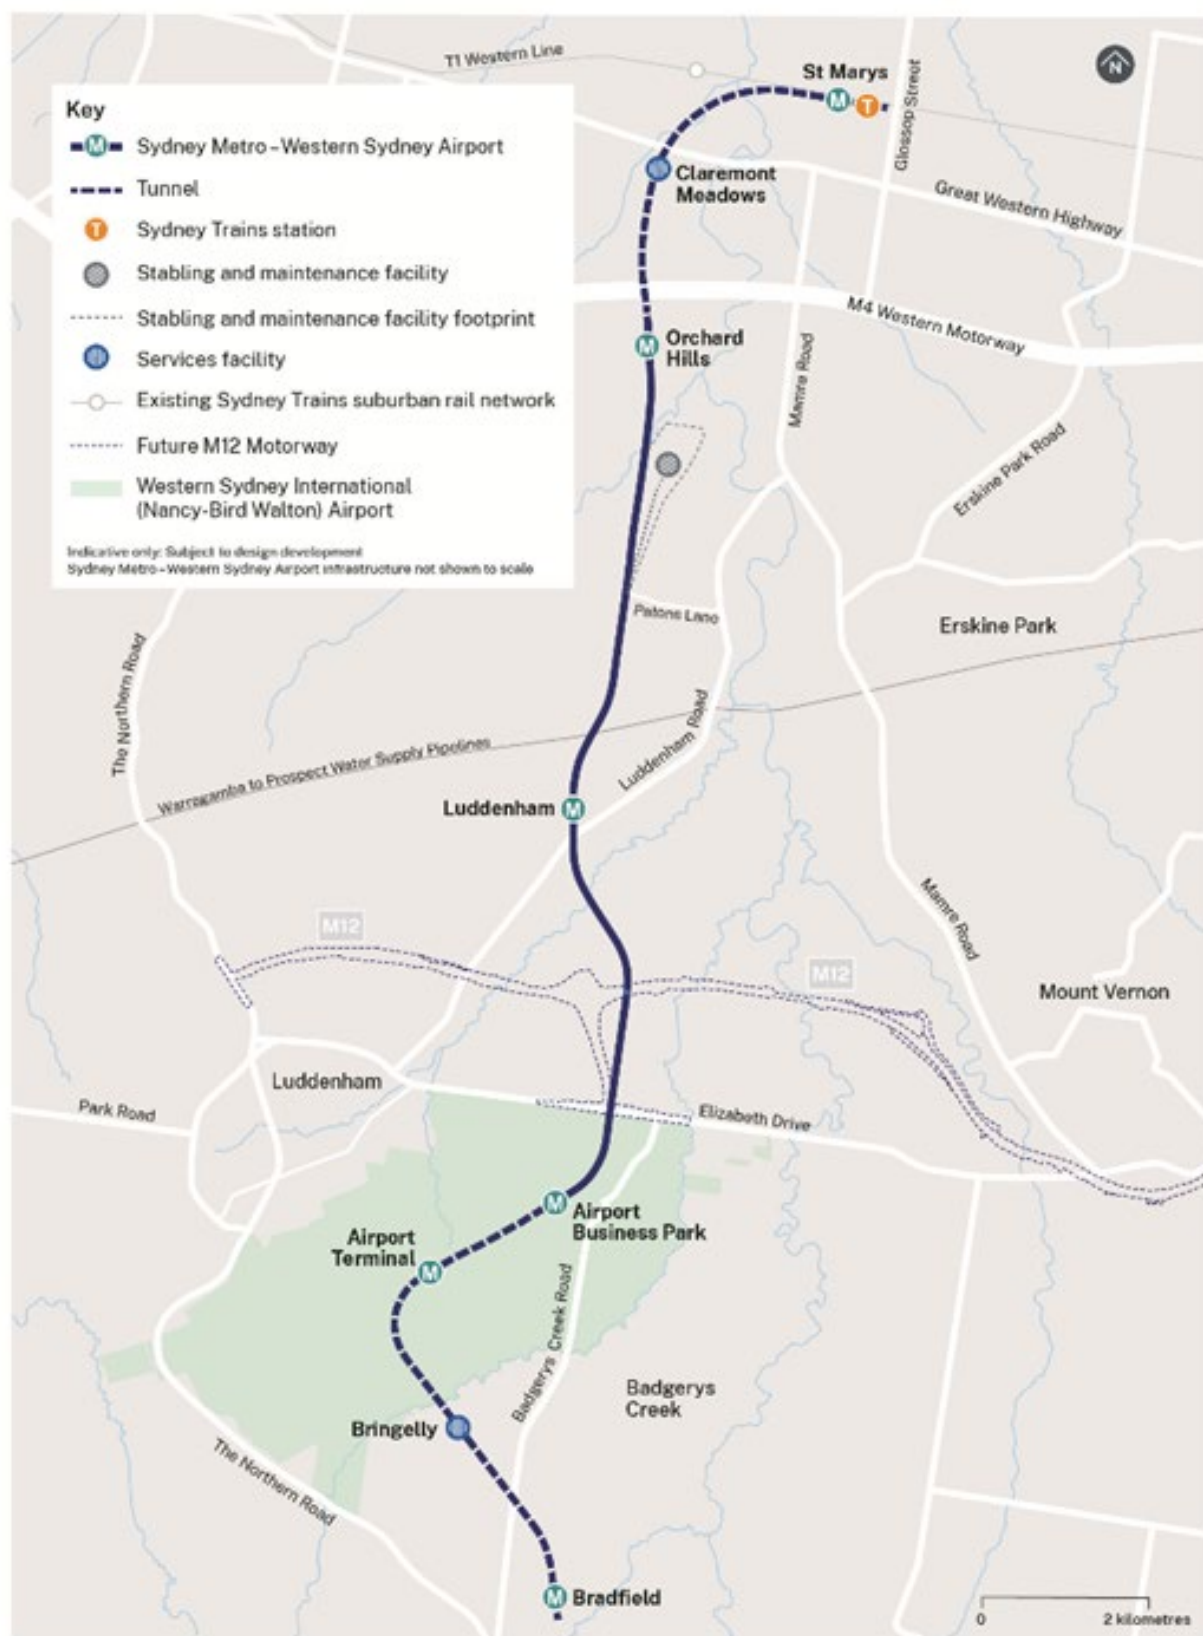 T1 Western Line
St Marys
N
M
T
Glossop Street
Key
M Sydney Metro – Western Sydney Airport
Tunnel
T Sydney Trains station
Stabling and maintenance facility
Stabling and maintenance facility footprint
Services facility
Existing Sydney Trains suburban rail network
Future M12 Motorway
Western Sydney International
(Nancy-Bird Walton) Airport
Indicative only: Subject to design development
Sydney Metro – Western Sydney Airport infrastructure not shown to scale
Claremont
Meadows
Great Western Highway
M4 Western Motorway
M
Orchard
Hills
Mamre Road
Erskine Park Road
Patons Lane
Erskine Park
The Northern Road
Warragamba to Prospect Water Supply Pipelines
Luddenham Road
Luddenham
M
Mamre Road
M12
M12
Mount Vernon
Luddenham
Park Road
Elizabeth Drive
M
Airport
Business Park
Airport
Terminal
M
Badgerys Creek Road
Badgerys
Creek
Bringelly
The Northern Road
M
Bradfield
0
2 kilometres